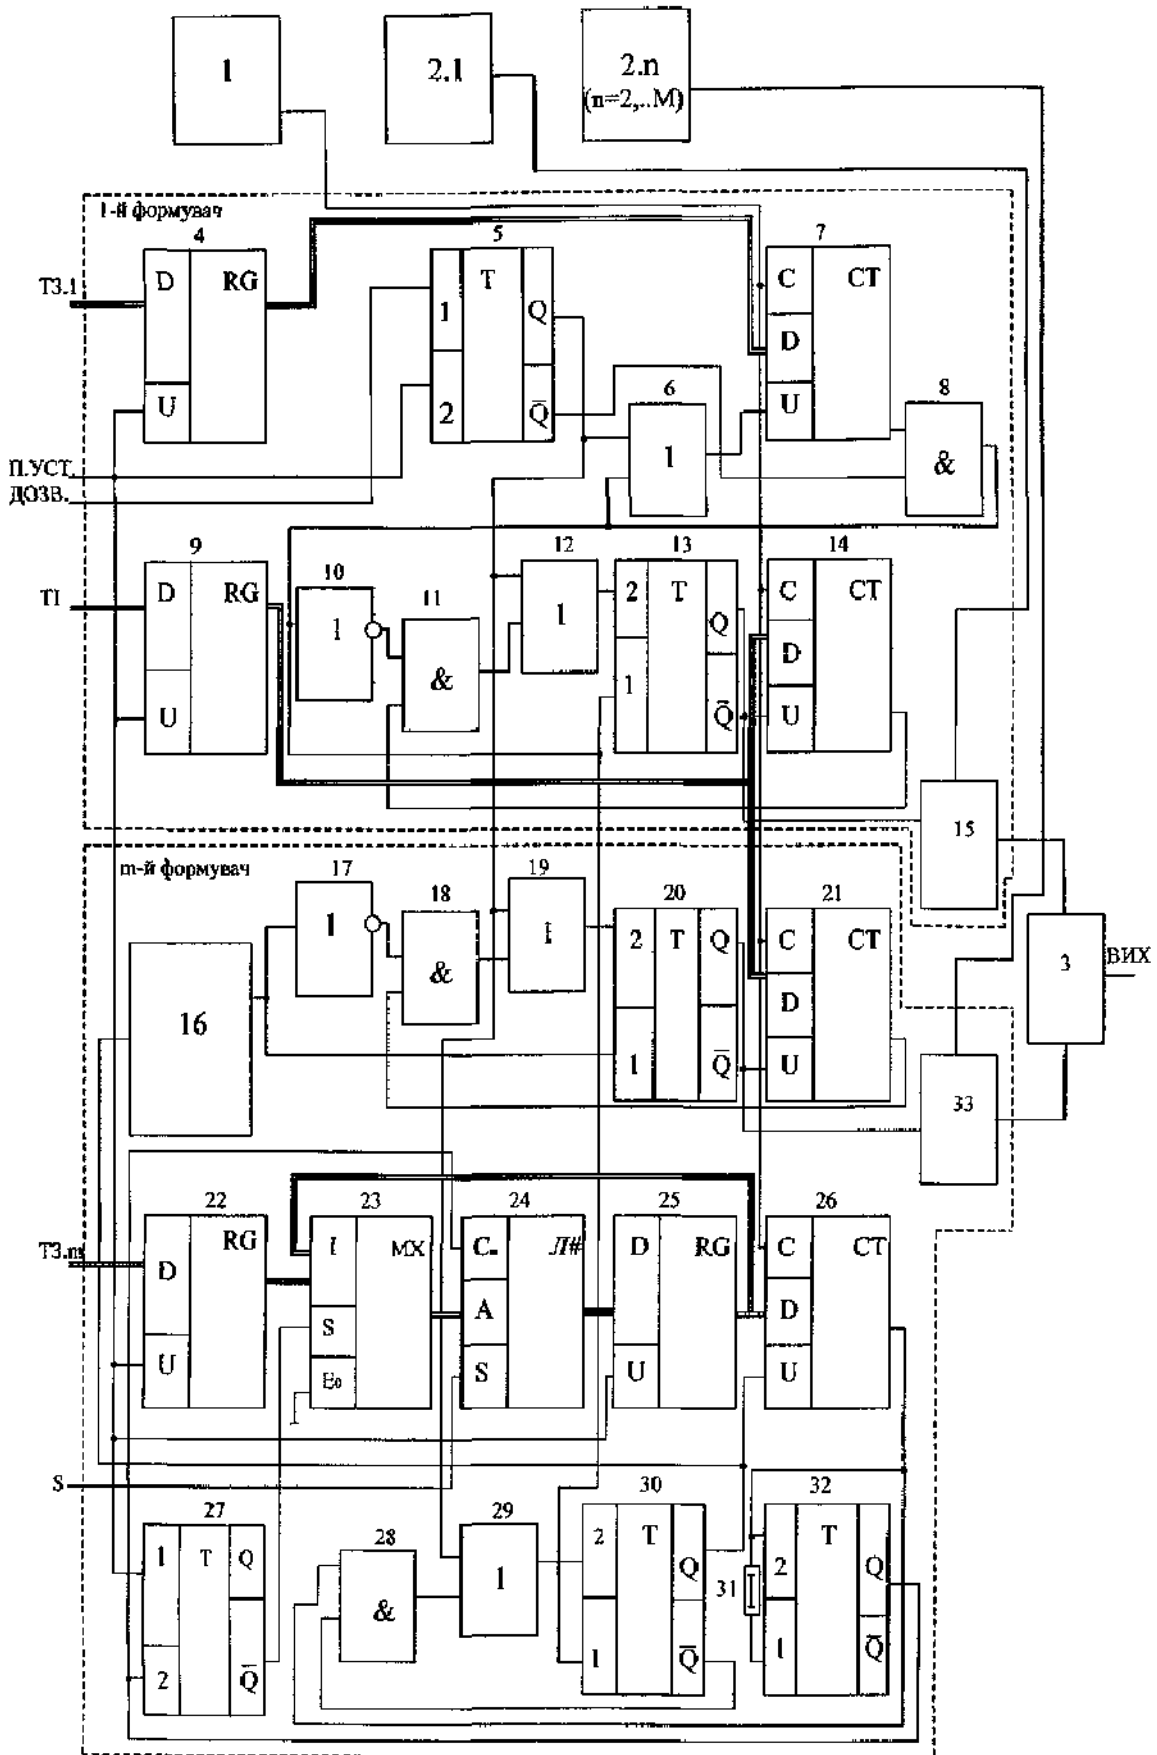 1
2.1
2.n
(n=2,..M)
1-й формувач
4
5
7
ТЗ.1
D
RG
U
1
T
Q
2
Q̅
C
CT
D
U
6
1
8
&
П.УСТ.
ДОЗВ.
9
10
11
12
13
14
ТІ
D
RG
U
1
&
1
2
T
Q
1
Q̅
C
CT
D
U
15
m-й формувач
17
18
19
20
21
16
1
&
1
2
T
Q
1
Q̅
C
CT
D
U
3
ВИХ
33
22
23
24
25
26
ТЗ.m
D
RG
U
I
MX
S
E₀
Cₙ
Л#
A
S
D
RG
U
C
CT
D
U
S
27
28
29
30
31
32
1
T
Q
2
Q̅
&
1
2
T
Q
1
Q̅
2
T
Q
1
Q̅